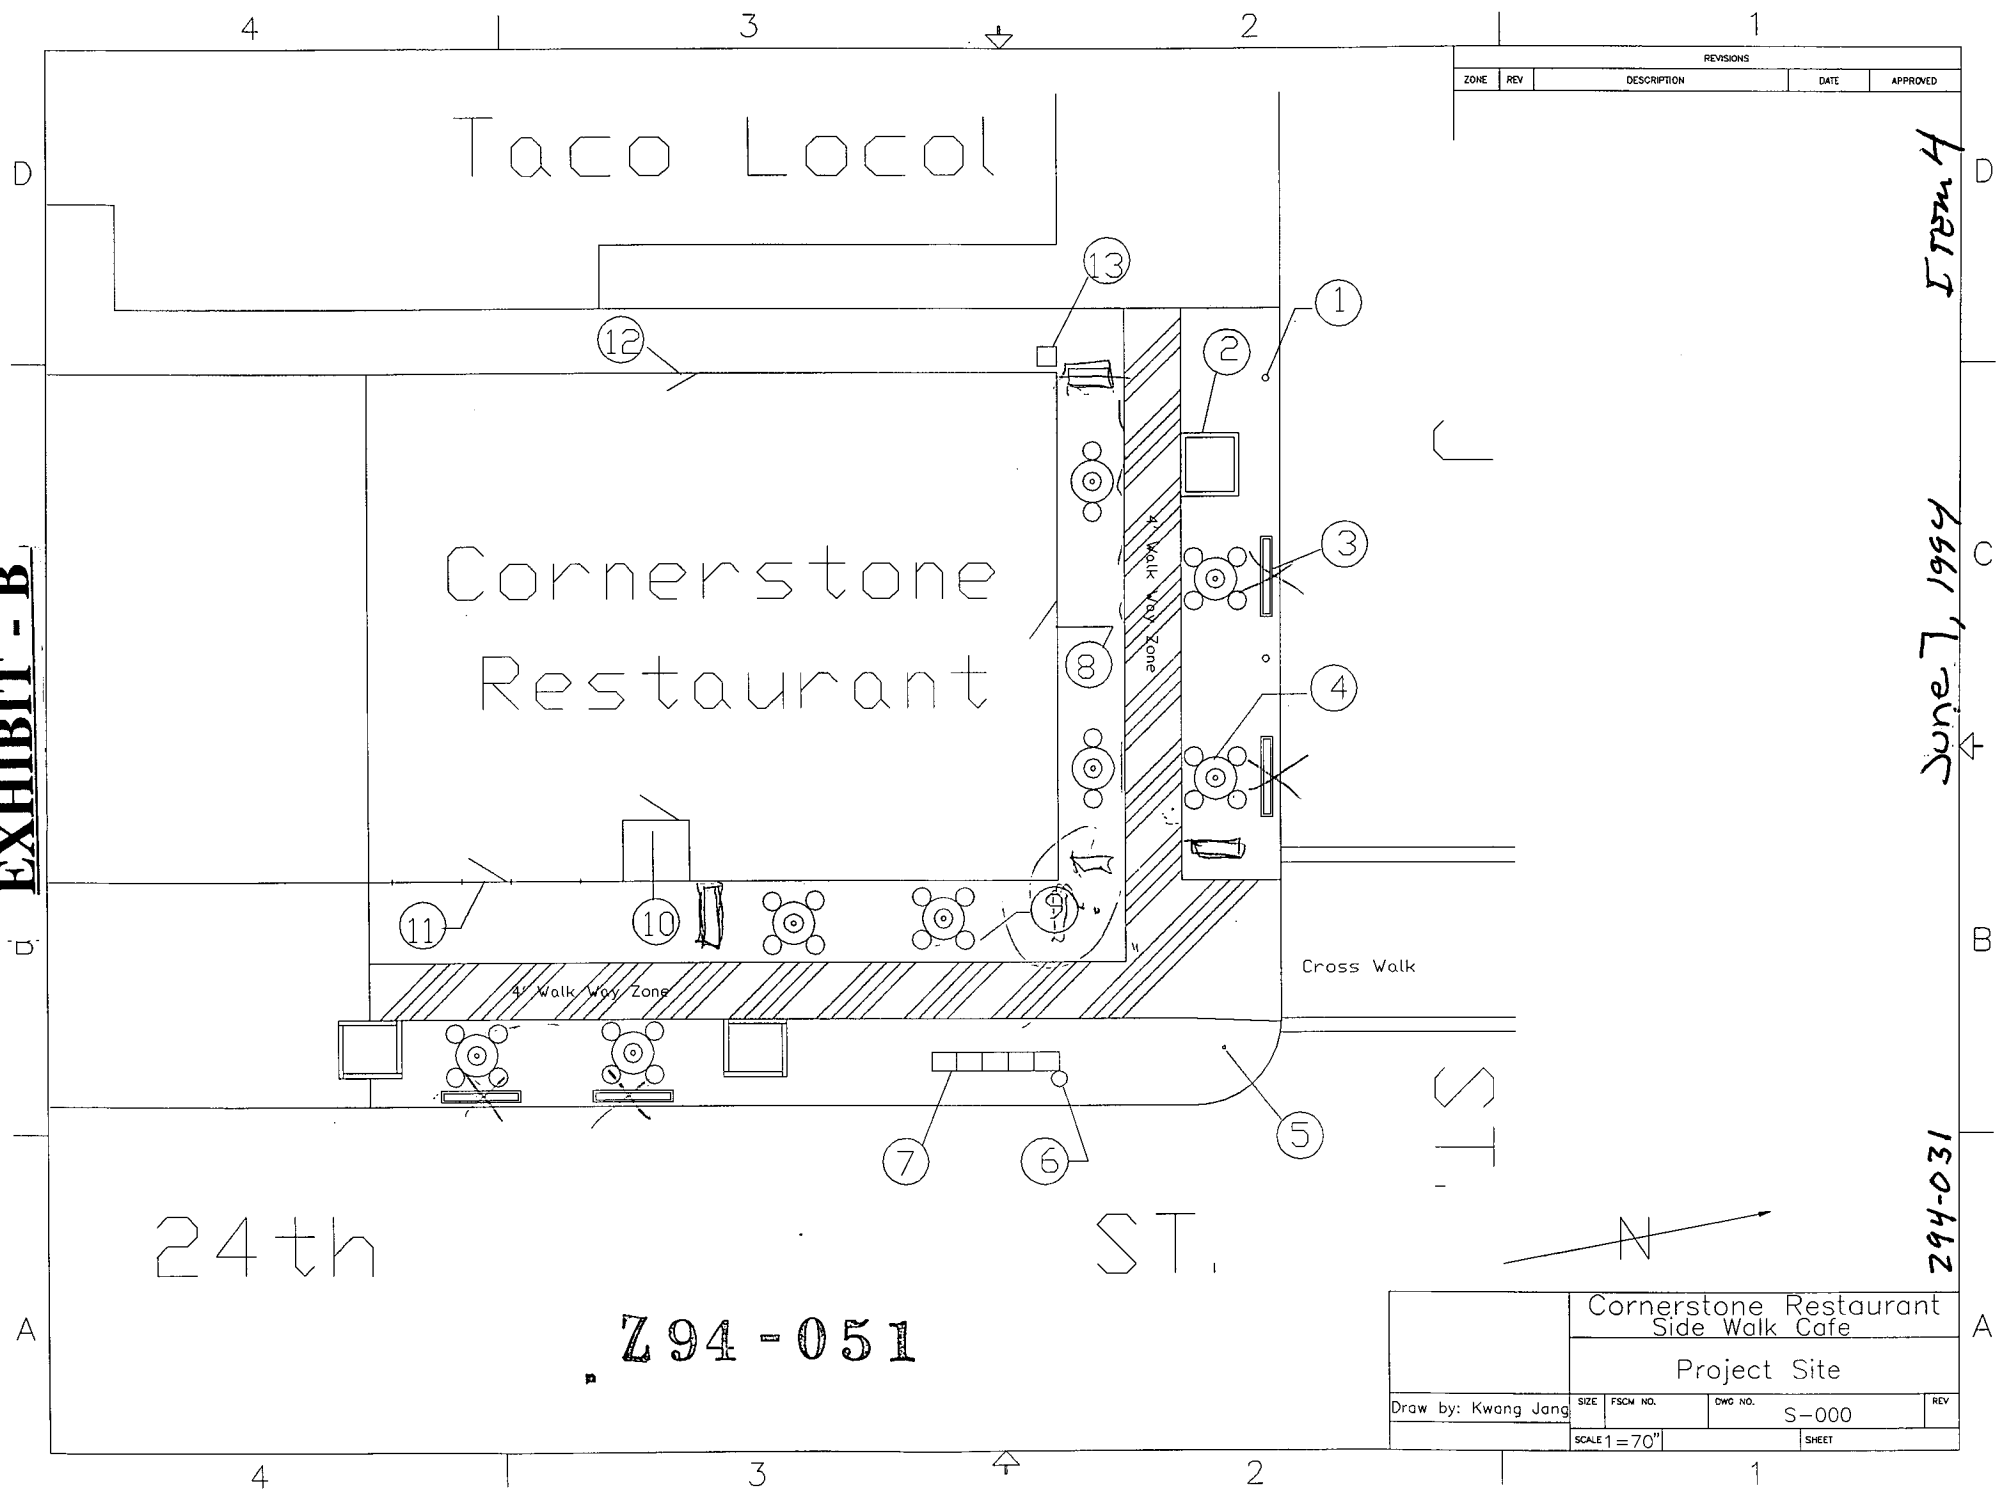 4 3 2 1
REVISIONS
ZONE REV DESCRIPTION DATE APPROVED
Taco Locol
D
D
ITEM 4
13
1
12
2
J
Cornerstone
Restaurant
3
C
June 7, 1994
4' Walk Way Zone
8
4
EXHIBIT - B
11
10
9
B
B
4' Walk Way Zone
Cross Walk
7
6
5
ST.
24th ST.
N
294-031
Z94-051
A
A
Cornerstone Restaurant
Side Walk Cafe
Project Site
Draw by: Kwang Jang
SIZE FSCM NO. DWG NO. S-000 REV
SCALE 1=70" SHEET
4 3 2 1